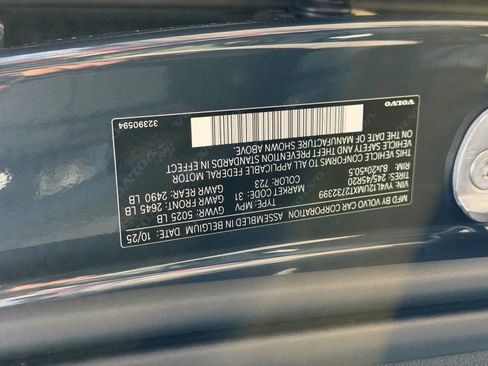 MFD BY VOLVO CAR CORPORATION ASSEMBLED IN BELGIUM DATE: 10/25
GVWR: 5025 LB
GAWR FRONT: 2645 LB GAWR REAR: 2490 LB
TYPE: MPV
MARKET CODE: 31
COLOR: 723
TIRES: 245/45R20
RIM: 8Jx20x50.5
THIS VEHICLE CONFORMS TO ALL APPLICABLE FEDERAL MOTOR
VEHICLE SAFETY AND THEFT PREVENTION STANDARDS IN EFFECT
ON THE DATE OF MANUFACTURE SHOWN ABOVE.
VOLVO
32390594